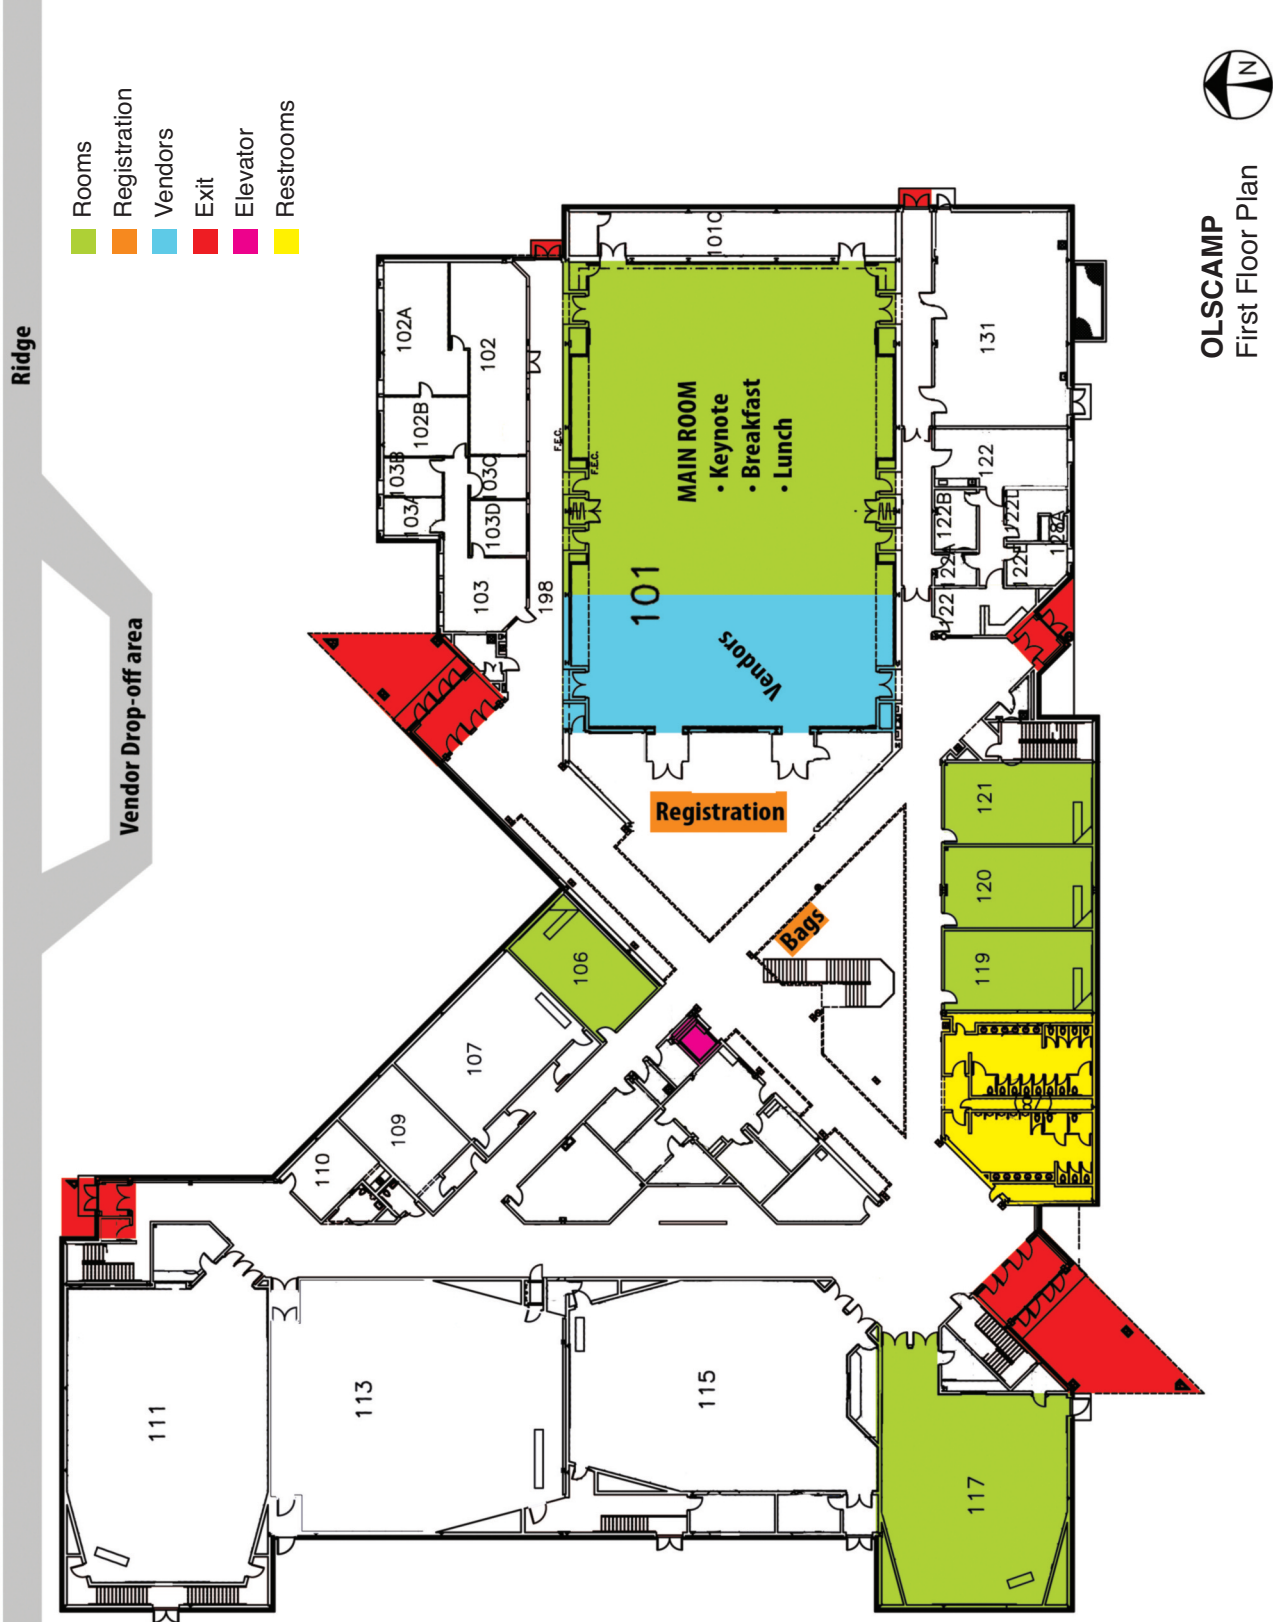 Ridge
Vendor Drop-off area
Rooms
Registration
Vendors
Exit
Elevator
Restrooms
N
OLSCAMP
First Floor Plan
102A
102
102B
103B
103A
103D
103
198
F.E.C.
F.E.C.
101C
MAIN ROOM
• Keynote
• Breakfast
• Lunch
101
Vendors
Registration
Bags
131
122
122B
122
121
120
119
106
107
109
110
111
113
115
117